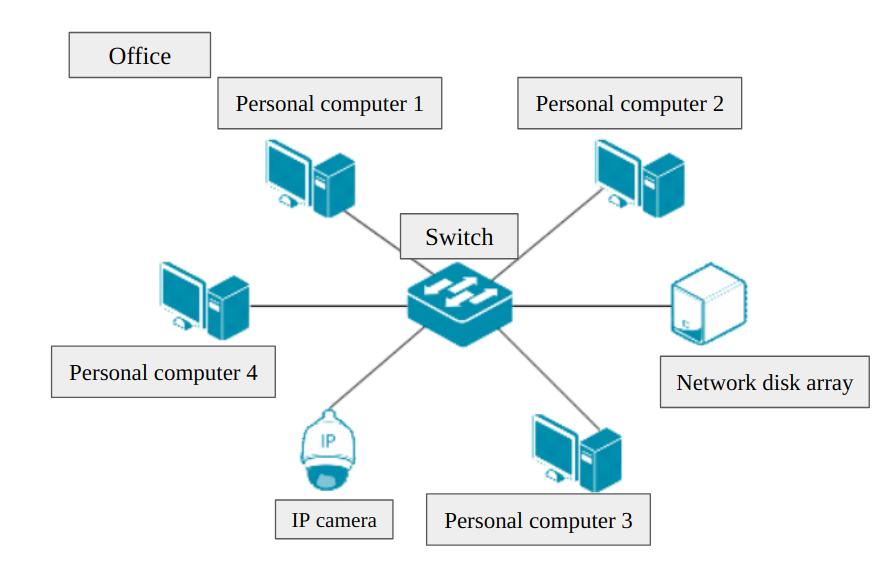 Office
Personal computer 1
Personal computer 2
Switch
Personal computer 4
Network disk array
IP
IP camera
Personal computer 3